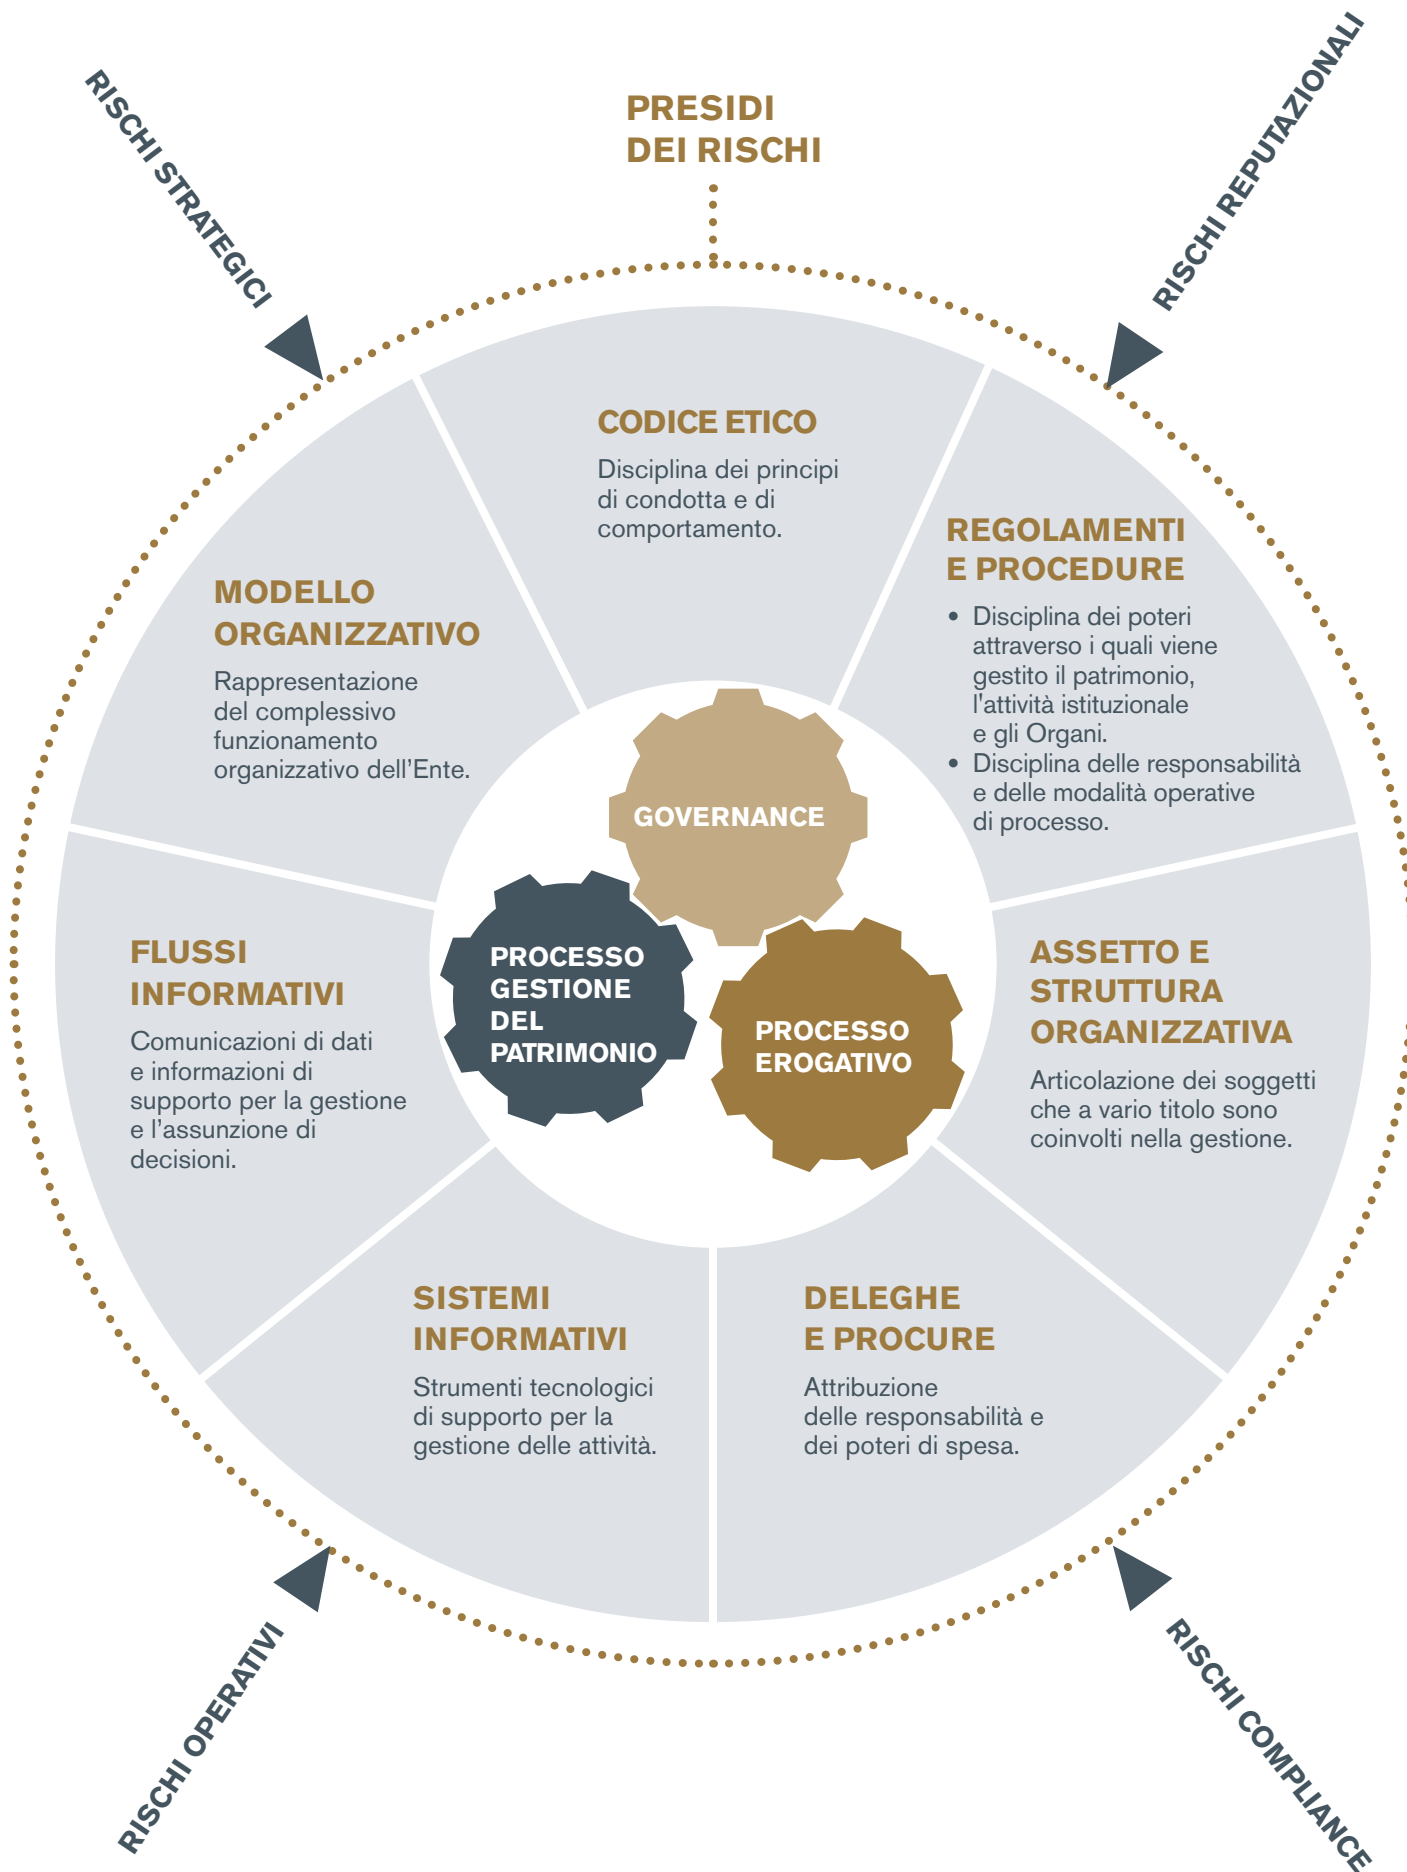 RISCHI STRATEGICI
PRESIDI
DEI RISCHI
RISCHI REPUTAZIONALI
CODICE ETICO
Disciplina dei principi
di condotta e di
comportamento.
REGOLAMENTI
E PROCEDURE
• Disciplina dei poteri
attraverso i quali viene
gestito il patrimonio,
l'attività istituzionale
e gli Organi.
• Disciplina delle responsabilità
e delle modalità operative
di processo.
MODELLO
ORGANIZZATIVO
Rappresentazione
del complessivo
funzionamento
organizzativo dell’Ente.
GOVERNANCE
PROCESSO
GESTIONE
DEL
PATRIMONIO
PROCESSO
EROGATIVO
FLUSSI
INFORMATIVI
Comunicazioni di dati
e informazioni di
supporto per la gestione
e l’assunzione di
decisioni.
ASSETTO E
STRUTTURA
ORGANIZZATIVA
Articolazione dei soggetti
che a vario titolo sono
coinvolti nella gestione.
SISTEMI
INFORMATIVI
Strumenti tecnologici
di supporto per la
gestione delle attività.
DELEGHE
E PROCURE
Attribuzione
delle responsabilità e
dei poteri di spesa.
RISCHI OPERATIVI
RISCHI COMPLIANCE